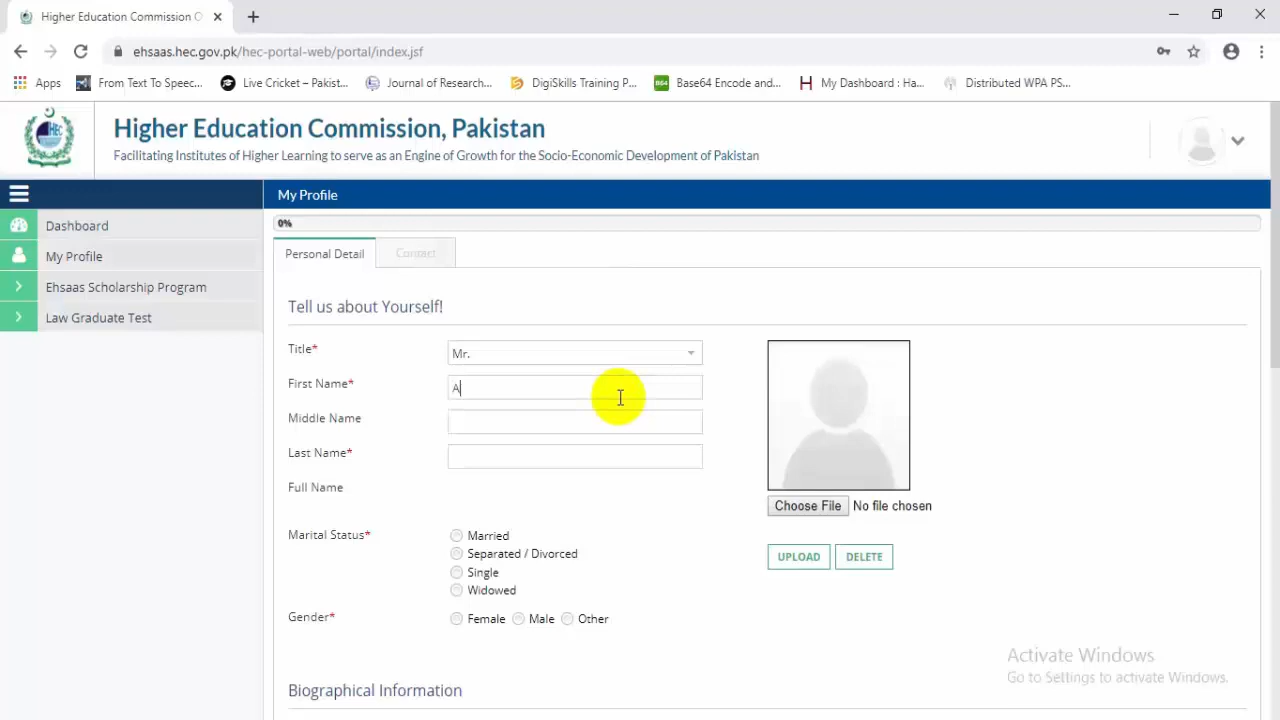 Higher Education Commission O
ehsaas.hec.gov.pk/hec-portal-web/portal/index.jsf
Apps
From Text To Speec...
Live Cricket – Pakist...
Journal of Research...
DigiSkills Training P...
Base64 Encode and...
My Dashboard : Ha...
Distributed WPA PS...
Higher Education Commission, Pakistan
Facilitating Institutes of Higher Learning to serve as an Engine of Growth for the Socio-Economic Development of Pakistan
My Profile
Dashboard
My Profile
Ehsaas Scholarship Program
Law Graduate Test
0%
Personal Detail
Contact
Tell us about Yourself!
Title*
Mr.
First Name*
A
Middle Name
Last Name*
Full Name
Choose File No file chosen
UPLOAD DELETE
Marital Status*
Married
Separated / Divorced
Single
Widowed
Gender*
Female Male Other
Biographical Information
Activate Windows
Go to Settings to activate Windows.